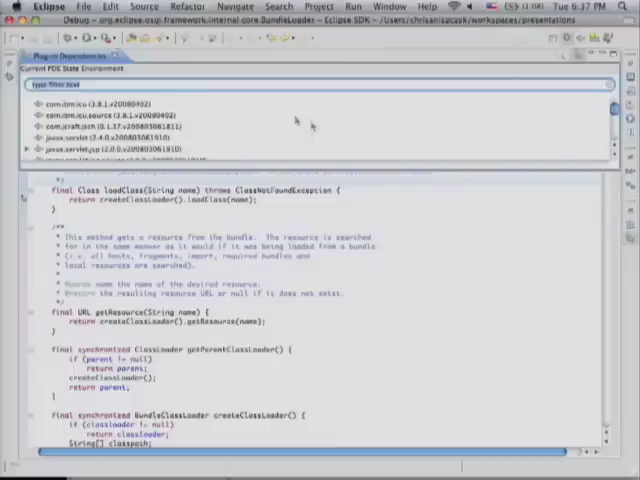 Eclipse File Edit Source Refactor Navigate Search Project Run Window Help Tue 6:37 PM
Debug - org.eclipse.osgi.framework.internal.core.BundleLoader - Eclipse SDK - /Users/chrisaniszczyk/workspaces/presentations
Plug-in Dependencies
Current PDE State Environment
type filter text
com.ibm.icu (3.8.1.v20080402)
com.ibm.icu.source (3.8.1.v20080402)
com.jcraft.jsch (0.1.37.v200803061811)
javax.servlet (2.4.0.v200806031910)
javax.servlet.jsp (2.0.0.v200806031910)
*/
final Class loadClass(String name) throws ClassNotFoundException {
return createClassLoader().loadClass(name);
}
/**
* This method gets a resource from the bundle. The resource is searched
* for in the same manner as it would if it was being loaded from a bundle
* (i.e. all hosts, fragments, import, required bundles and
* local resources are searched).
*
* @param name the name of the desired resource.
* @return the resulting resource URL or null if it does not exist.
*/
final URL getResource(String name) {
return createClassLoader().getResource(name);
}
final synchronized ClassLoader getParentClassLoader() {
if (parent != null)
return parent;
createClassLoader();
return parent;
}
final synchronized BundleClassLoader createClassLoader() {
if (classloader != null)
return classloader;
String[] classpath;